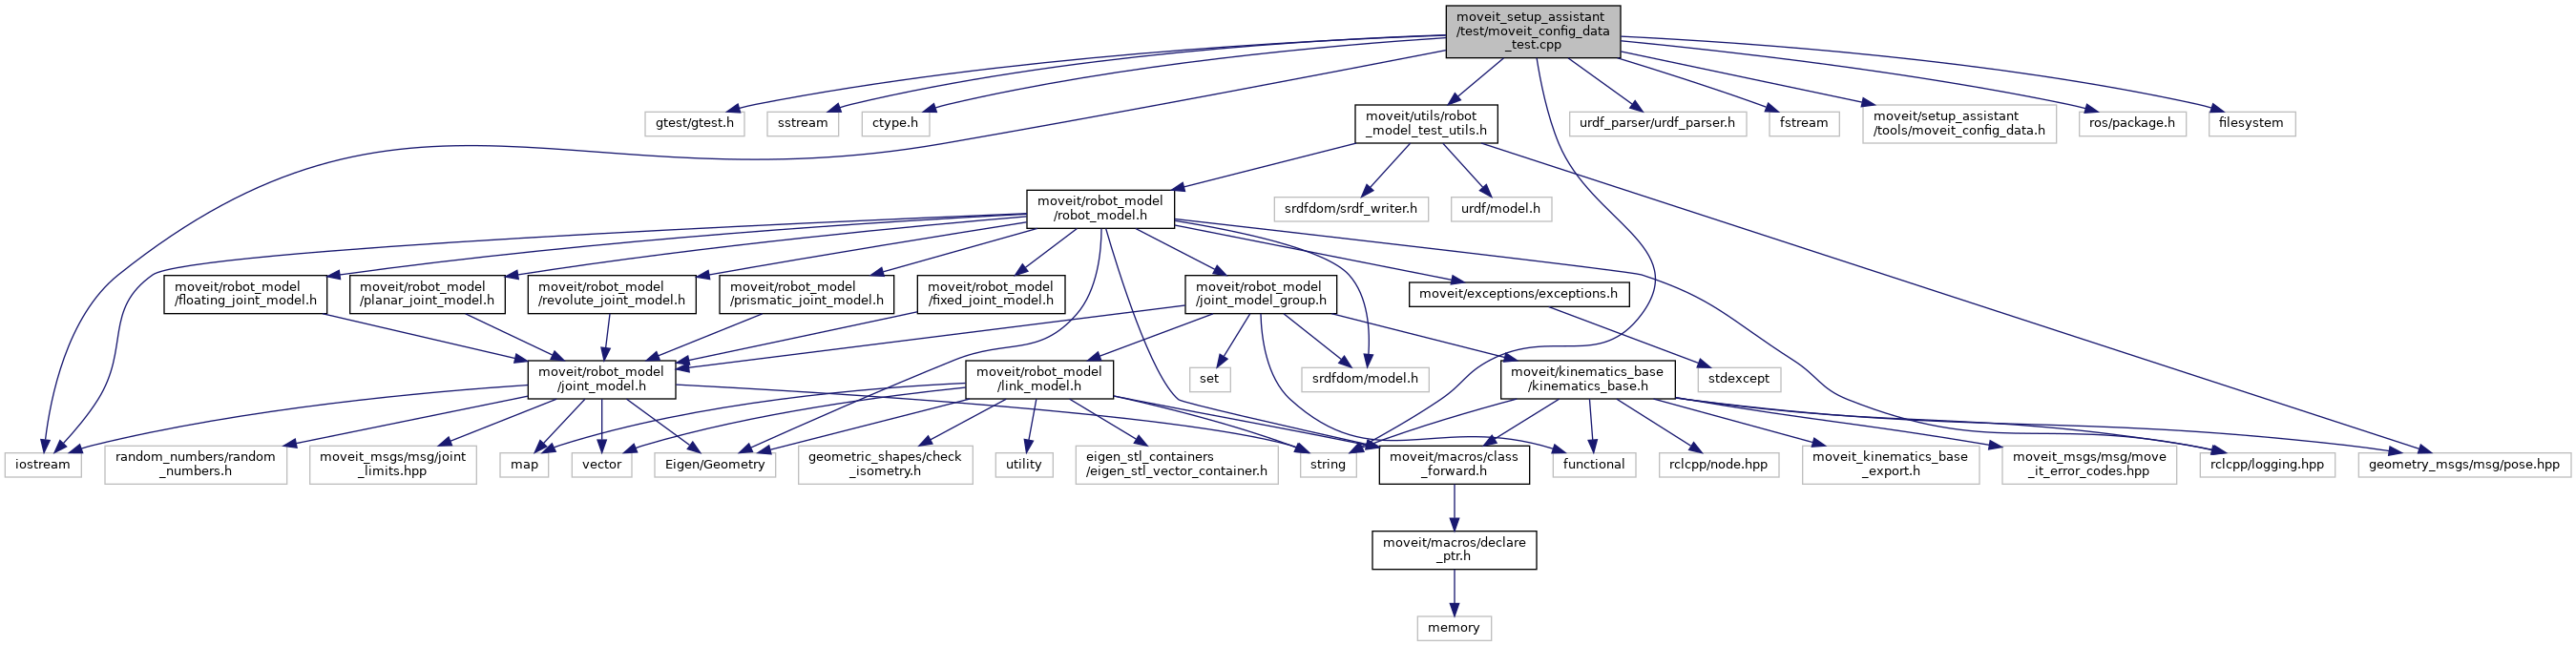 moveit_setup_assistant
/test/moveit_config_data
_test.cpp
gtest/gtest.h
sstream
ctype.h
moveit/utils/robot
_model_test_utils.h
urdf_parser/urdf_parser.h
fstream
moveit/setup_assistant
/tools/moveit_config_data.h
ros/package.h
filesystem
moveit/robot_model
/robot_model.h
srdfdom/srdf_writer.h
urdf/model.h
moveit/robot_model
/floating_joint_model.h
moveit/robot_model
/planar_joint_model.h
moveit/robot_model
/revolute_joint_model.h
moveit/robot_model
/prismatic_joint_model.h
moveit/robot_model
/fixed_joint_model.h
moveit/robot_model
/joint_model_group.h
moveit/exceptions/exceptions.h
moveit/robot_model
/joint_model.h
moveit/robot_model
/link_model.h
set
srdfdom/model.h
moveit/kinematics_base
/kinematics_base.h
stdexcept
iostream
random_numbers/random
_numbers.h
moveit_msgs/msg/joint
_limits.hpp
map
vector
Eigen/Geometry
geometric_shapes/check
_isometry.h
utility
eigen_stl_containers
/eigen_stl_vector_container.h
string
moveit/macros/class
_forward.h
functional
rclcpp/node.hpp
moveit_kinematics_base
_export.h
moveit_msgs/msg/move
_it_error_codes.hpp
rclcpp/logging.hpp
geometry_msgs/msg/pose.hpp
moveit/macros/declare
_ptr.h
memory